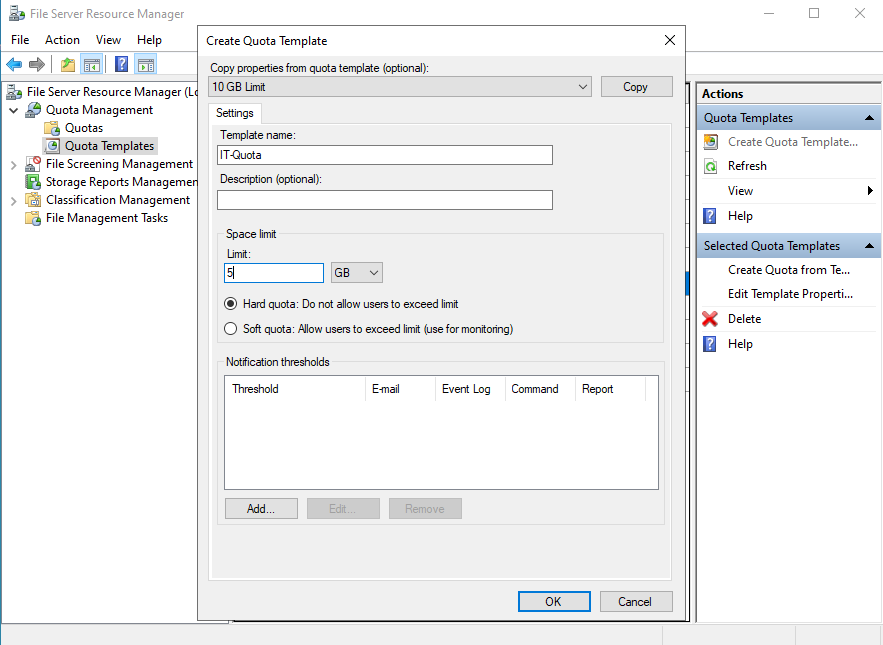 File Server Resource Manager
File Action View Help
File Server Resource Manager (Lo
Quota Management
Quotas
Quota Templates
File Screening Management
Storage Reports Managemen
Classification Management
File Management Tasks
Create Quota Template
Copy properties from quota template (optional):
10 GB Limit
Copy
Settings
Template name:
IT-Quota
Description (optional):
Space limit
Limit:
5 GB
Hard quota: Do not allow users to exceed limit
Soft quota: Allow users to exceed limit (use for monitoring)
Notification thresholds
Threshold E-mail Event Log Command Report
Add... Edit... Remove
OK Cancel
Actions
Quota Templates
Create Quota Template...
Refresh
View
Help
Selected Quota Templates
Create Quota from Te...
Edit Template Properti...
Delete
Help